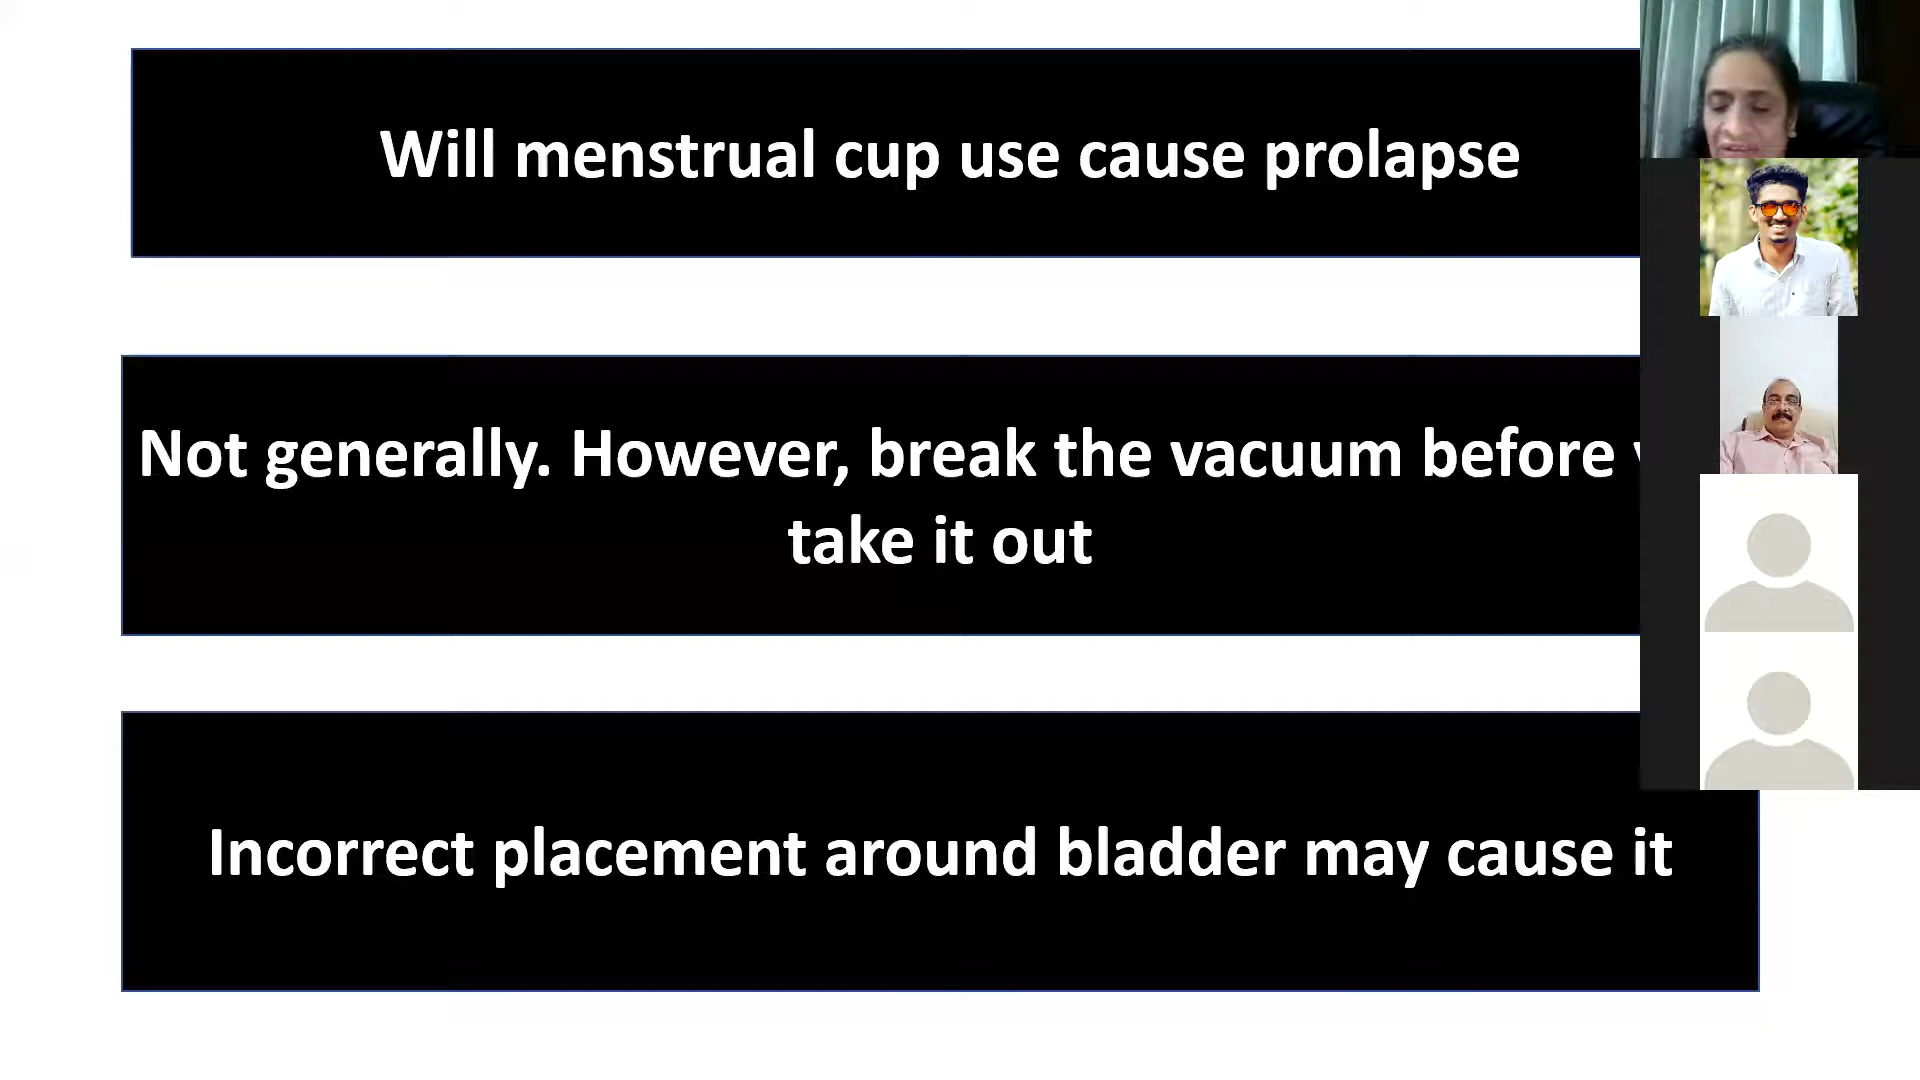 Will menstrual cup use cause prolapse
Not generally. However, break the vacuum before
take it out
Incorrect placement around bladder may cause it